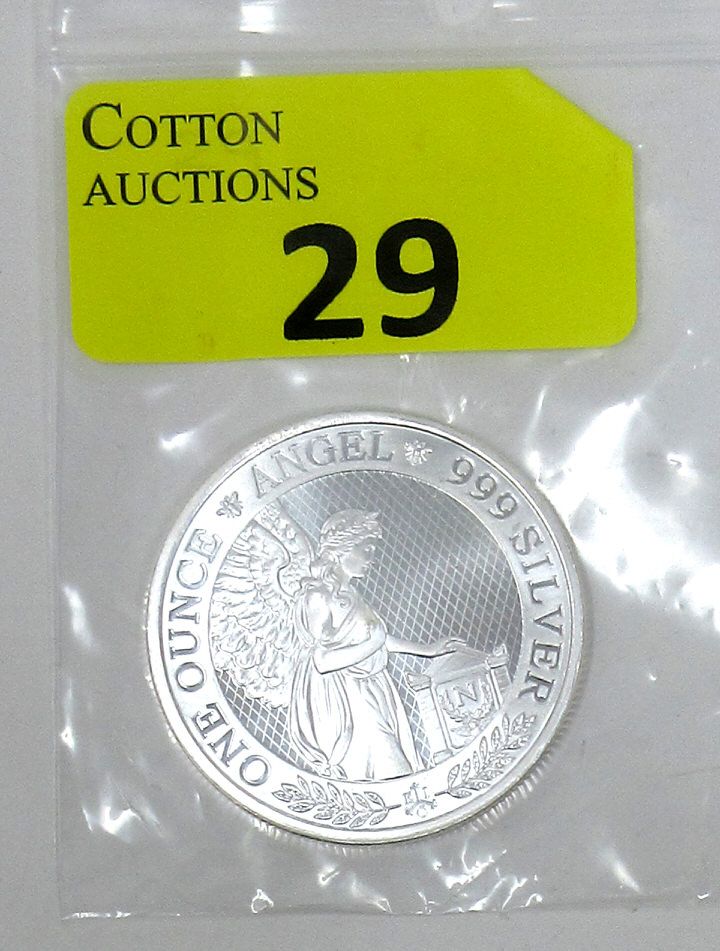 COTTON
AUCTIONS
29
ONE OUNCE ANGEL 999 SILVER
N